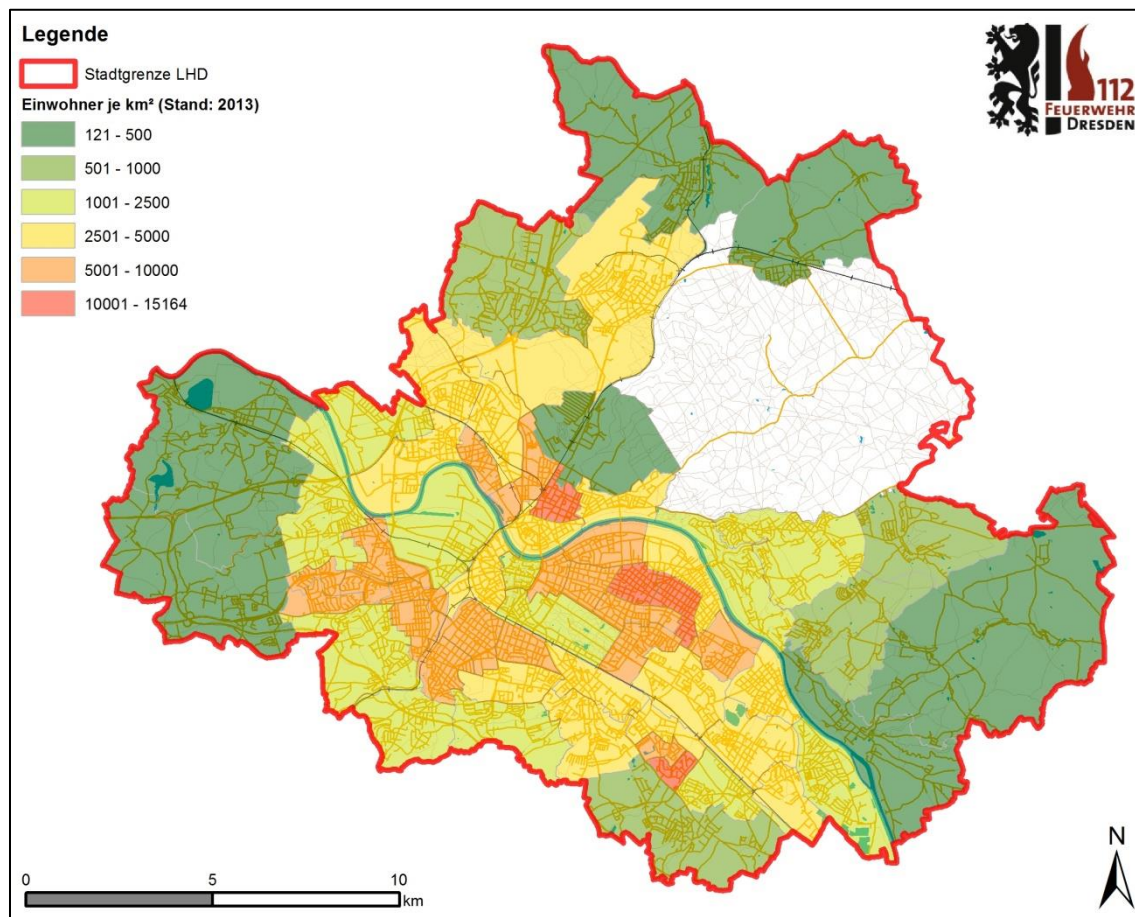 Legende
Stadtgrenze LHD
Einwohner je km² (Stand: 2013)
121 - 500
501 - 1000
1001 - 2500
2501 - 5000
5001 - 10000
10001 - 15164
112
FEUERWEHR
DRESDEN
N
0 5 10
km